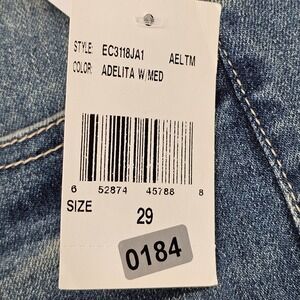 STYLE: EC3118JA1 AELTM
COLOR: ADELITA W/MED
6 52874 45788 8
SIZE 29
0184